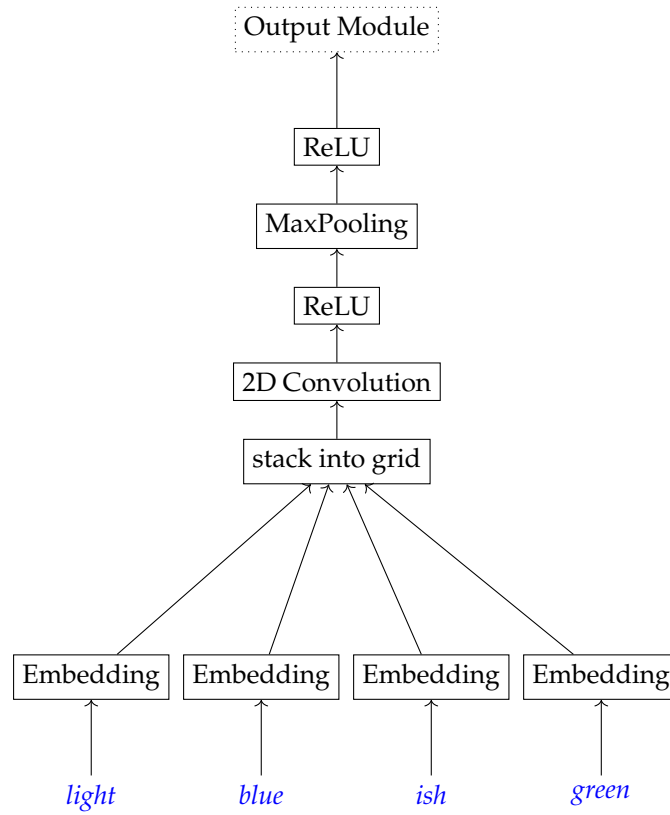 Output Module
ReLU
MaxPooling
ReLU
2D Convolution
stack into grid
Embedding Embedding Embedding Embedding
light blue ish green